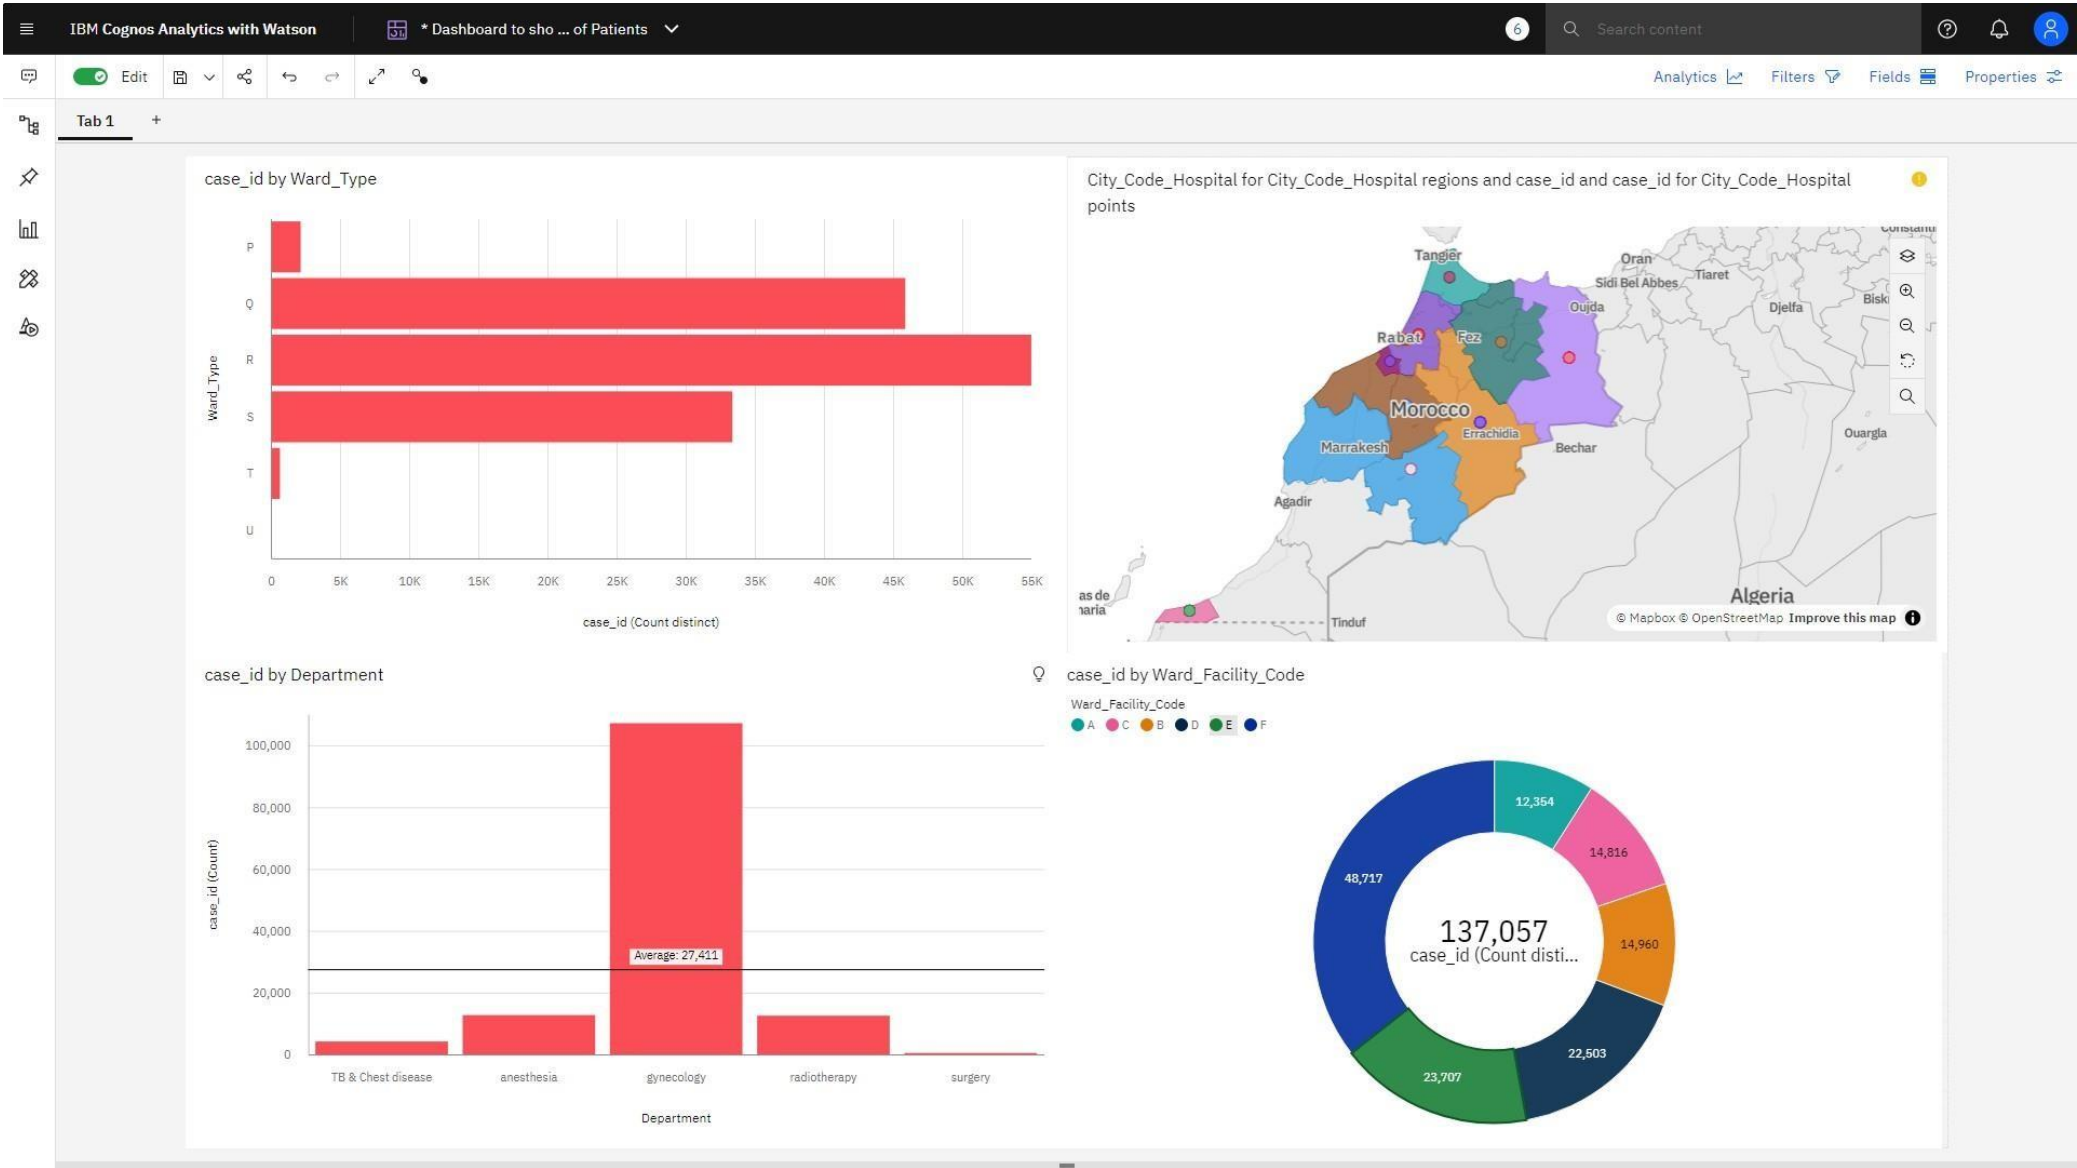 IBM Cognos Analytics with Watson
* Dashboard to sho ... of Patients
6
Search content
Edit
Analytics
Filters
Fields
Properties
Tab 1
+
case_id by Ward_Type
Ward_Type
P
Q
R
S
T
U
0 5K 10K 15K 20K 25K 30K 35K 40K 45K 50K 55K
case_id (Count distinct)
City_Code_Hospital for City_Code_Hospital regions and case_id and case_id for City_Code_Hospital
points
Tangier
Oran
Sidi Bel Abbes
Tiaret
Constanti
Oujda
Djelfa
Bisk
Rabat
Fez
Morocco
Errachidia
Marrakesh
Bechar
Ouargla
Agadir
as de
naria
Algeria
Tinduf
© Mapbox © OpenStreetMap Improve this map
case_id by Department
case_id (Count)
100,000
80,000
60,000
40,000
20,000
0
Average: 27,411
TB & Chest disease anesthesia gynecology radiotherapy surgery
Department
case_id by Ward_Facility_Code
Ward_Facility_Code
A C B D E F
12,354
14,816
48,717
14,960
137,057
case_id (Count disti...
22,503
23,707